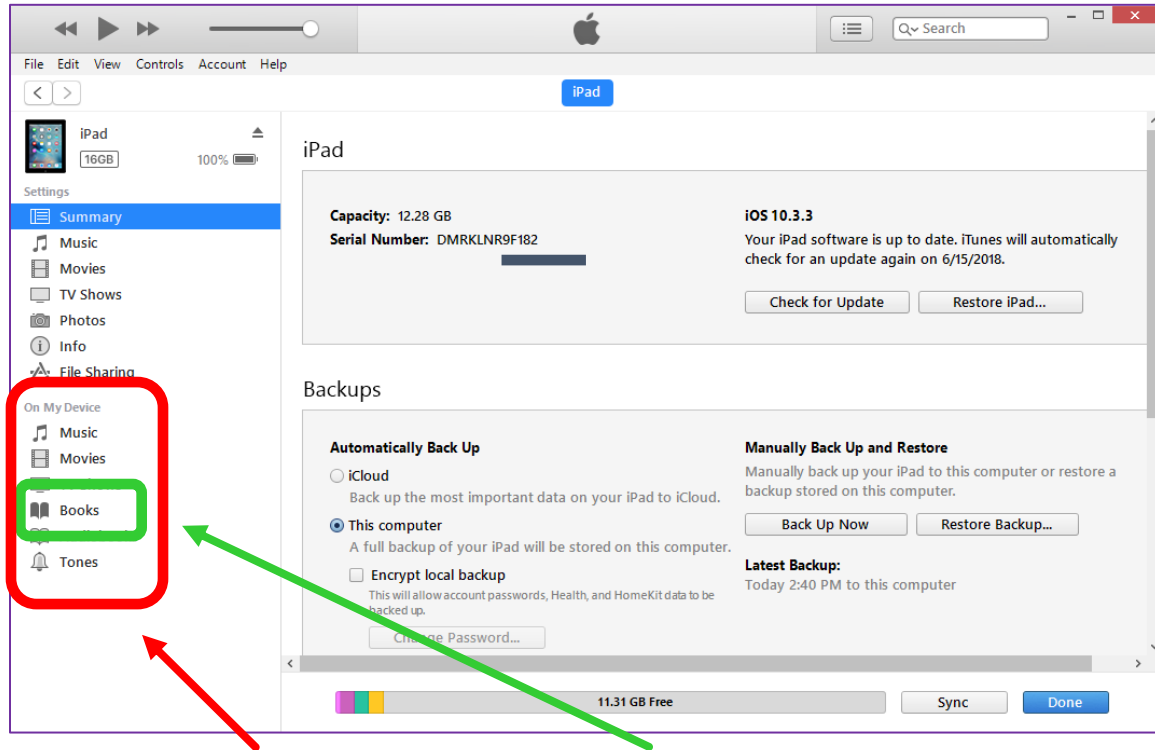 Search
File Edit View Controls Account Help
iPad
iPad
16GB 100%
Settings
Summary
Music
Movies
TV Shows
Photos
Info
File Sharing
On My Device
Music
Movies
Books
Tones
iPad
Capacity: 12.28 GB
Serial Number: DMRKLNR9F182
iOS 10.3.3
Your iPad software is up to date. iTunes will automatically
check for an update again on 6/15/2018.
Check for Update Restore iPad...
Backups
Automatically Back Up
iCloud
Back up the most important data on your iPad to iCloud.
This computer
A full backup of your iPad will be stored on this computer.
Encrypt local backup
This will allow account passwords, Health, and HomeKit data to be
backed up.
Change Password...
Manually Back Up and Restore
Manually back up your iPad to this computer or restore a
backup stored on this computer.
Back Up Now Restore Backup...
Latest Backup:
Today 2:40 PM to this computer
11.31 GB Free Sync Done